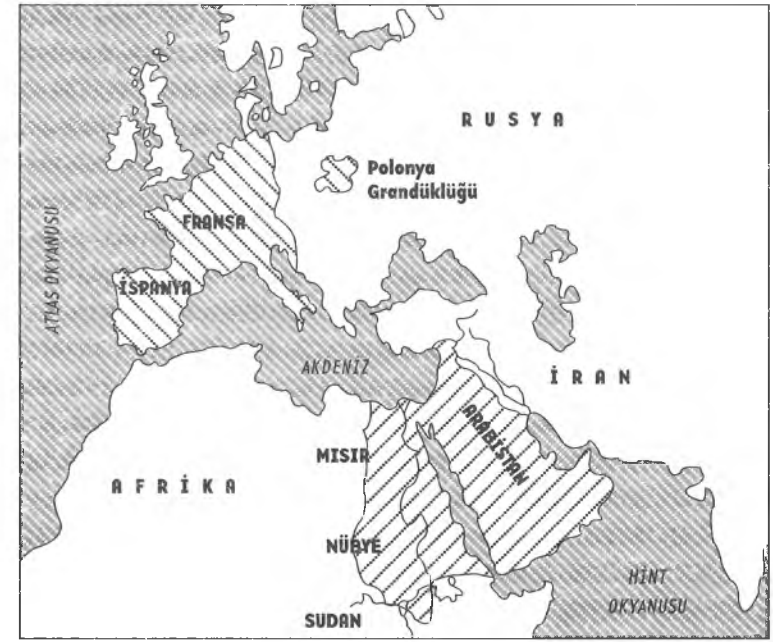 RUSYA
Polonya
Grandüklüğü
FRANSA
ATLAS OKYANUSU
İSPANYA
AKDENİZ
İRAN
ARABİSTAN
MISIR
AFRİKA
NÜBYE
HİNT
OKYANUSU
SUDAN